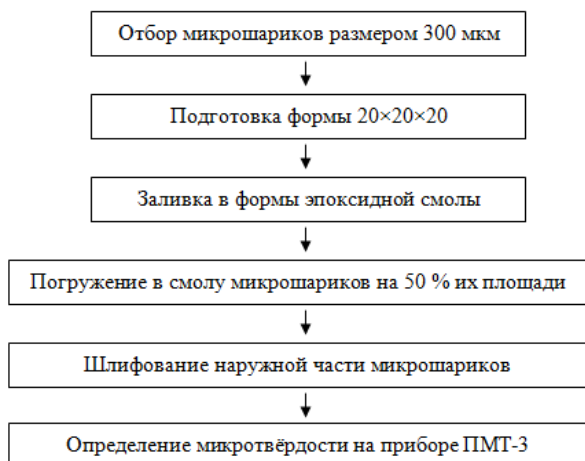 Отбор микрошариков размером 300 мкм
Подготовка формы 20×20×20
Заливка в формы эпоксидной смолы
Погружение в смолу микрошариков на 50 % их площади
Шлифование наружной части микрошариков
Определение микротвёрдости на приборе ПМТ-3